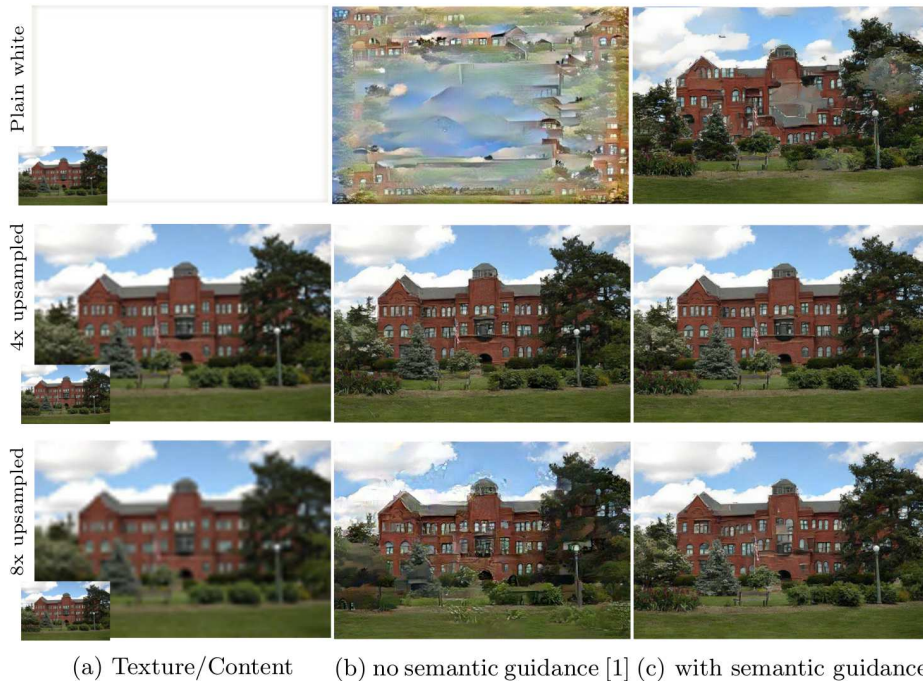 Plain white
4x upsampled
8x upsampled
(a) Texture/Content (b) no semantic guidance [1] (c) with semantic guidance